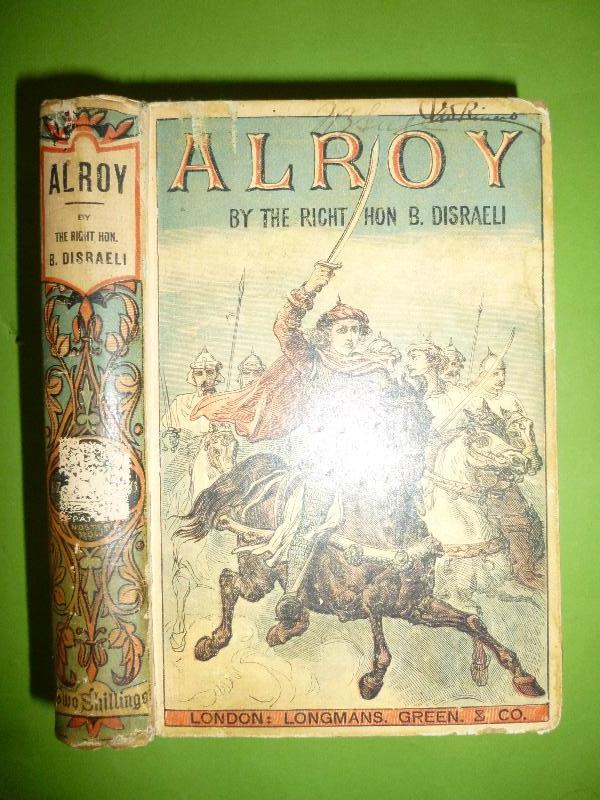 ALROY
BY
THE RIGHT HON.
B. DISRAELI
Two Shillings
ALROY
BY THE RIGHT HON B. DISRAELI
LONDON: LONGMANS. GREEN. & CO.